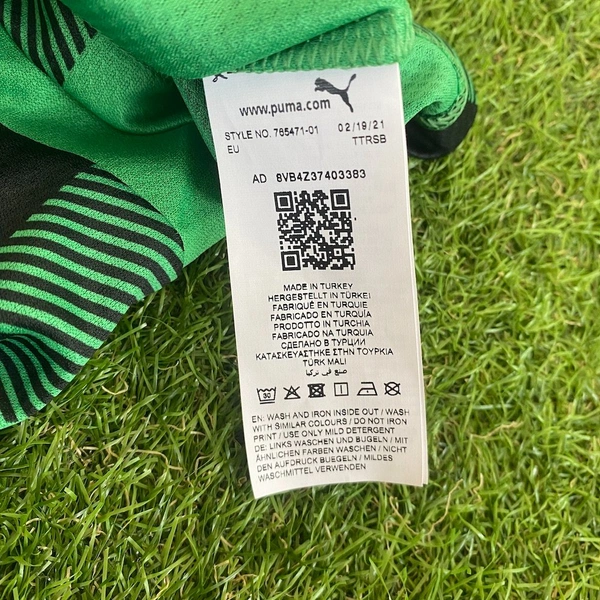 www.puma.com
STYLE NO. 765471-01 02/19/21
EU TTRSB
AD 8VB4Z37403383
MADE IN TURKEY
HERGESTELLT IN TÜRKEI
FABRIQUÉ EN TURQUIE
FABRICADO EN TURQUÍA
PRODOTTO IN TURCHIA
FABRICADO NA TURQUIA
СДЕЛАНО В ТУРЦИИ
ΚΑΤΑΣΚΕΥΑΣΤΗΚΕ ΣΤΗΝ ΤΟΥΡΚΙΑ
TÜRK MALI
صنع في تركيا
30
EN: WASH AND IRON INSIDE OUT / WASH
WITH SIMILAR COLOURS / DO NOT IRON
PRINT / USE ONLY MILD DETERGENT
DE: LINKS WASCHEN UND BÜGELN / MIT
ÄHNLICHEN FARBEN WASCHEN / NICHT
DEN AUFDRUCK BUEGELN / MILDES
WASCHMITTEL VERWENDEN